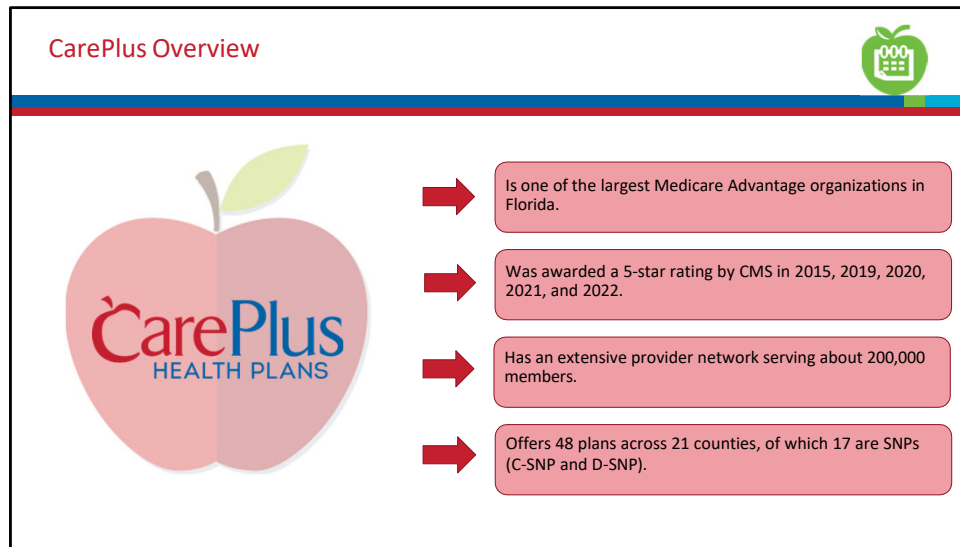 CarePlus Overview
Is one of the largest Medicare Advantage organizations in
Florida.
Was awarded a 5-star rating by CMS in 2015, 2019, 2020,
2021, and 2022.
CarePlus
HEALTH PLANS
Has an extensive provider network serving about 200,000
members.
Offers 48 plans across 21 counties, of which 17 are SNPs
(C-SNP and D-SNP).